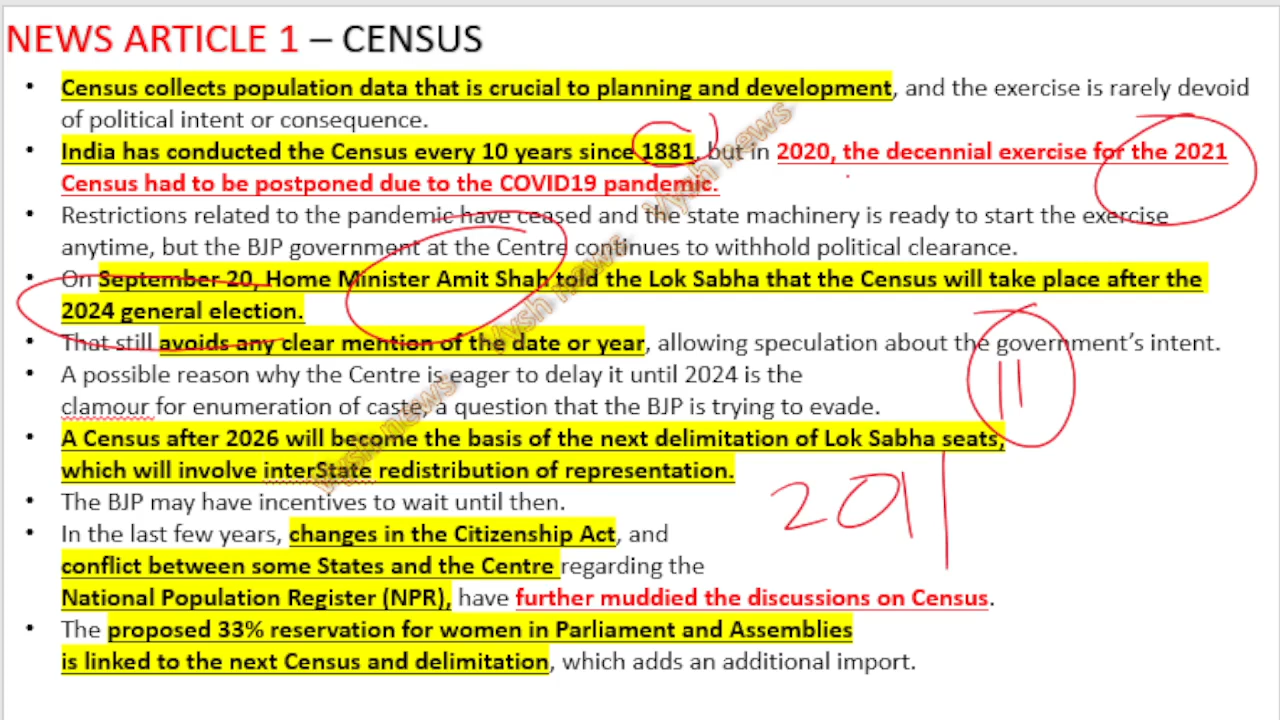 NEWS ARTICLE 1 – CENSUS
• Census collects population data that is crucial to planning and development, and the exercise is rarely devoid
of political intent or consequence.
• India has conducted the Census every 10 years since 1881, but in 2020, the decennial exercise for the 2021
Census had to be postponed due to the COVID19 pandemic.
• Restrictions related to the pandemic have ceased and the state machinery is ready to start the exercise
anytime, but the BJP government at the Centre continues to withhold political clearance.
• On September 20, Home Minister Amit Shah told the Lok Sabha that the Census will take place after the
2024 general election.
• That still avoids any clear mention of the date or year, allowing speculation about the government's intent.
• A possible reason why the Centre is eager to delay it until 2024 is the
clamour for enumeration of caste, a question that the BJP is trying to evade.
• A Census after 2026 will become the basis of the next delimitation of Lok Sabha seats,
which will involve interState redistribution of representation.
• The BJP may have incentives to wait until then.
• In the last few years, changes in the Citizenship Act, and
conflict between some States and the Centre regarding the
National Population Register (NPR), have further muddied the discussions on Census.
• The proposed 33% reservation for women in Parliament and Assemblies
is linked to the next Census and delimitation, which adds an additional import.
11
2011
Vysh news
Vysh news
Vysh news